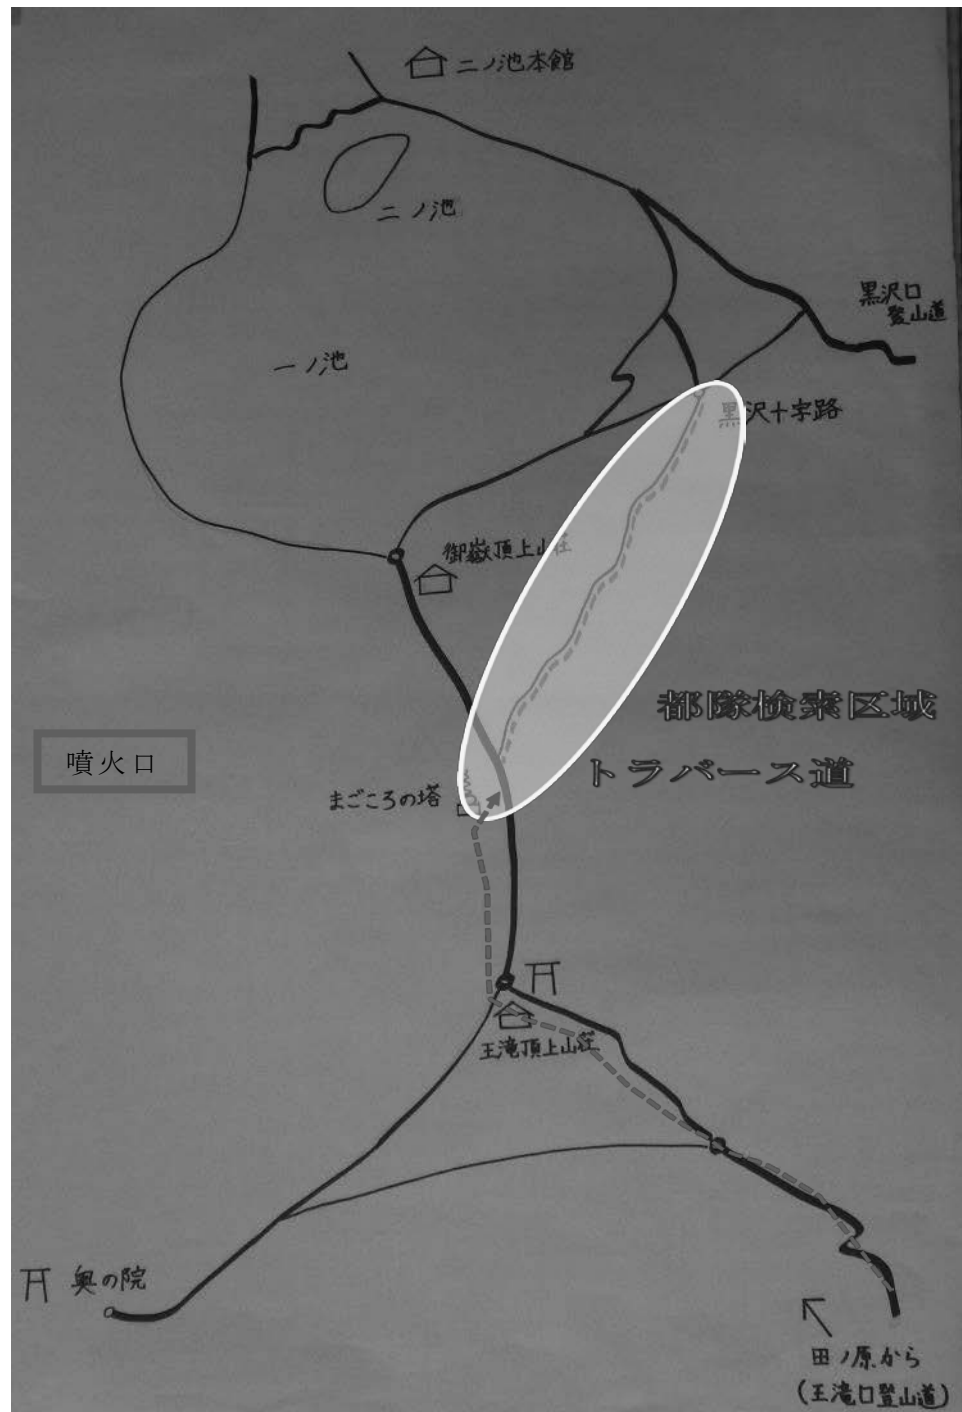 二ノ池本館
二ノ池
黒沢口
登山道
一ノ池
黒沢十字路
御嶽頂上山荘
都隊検索区域
トラバース道
噴火口
まごころの塔
王滝頂上山荘
奥の院
田ノ原から
(王滝口登山道)